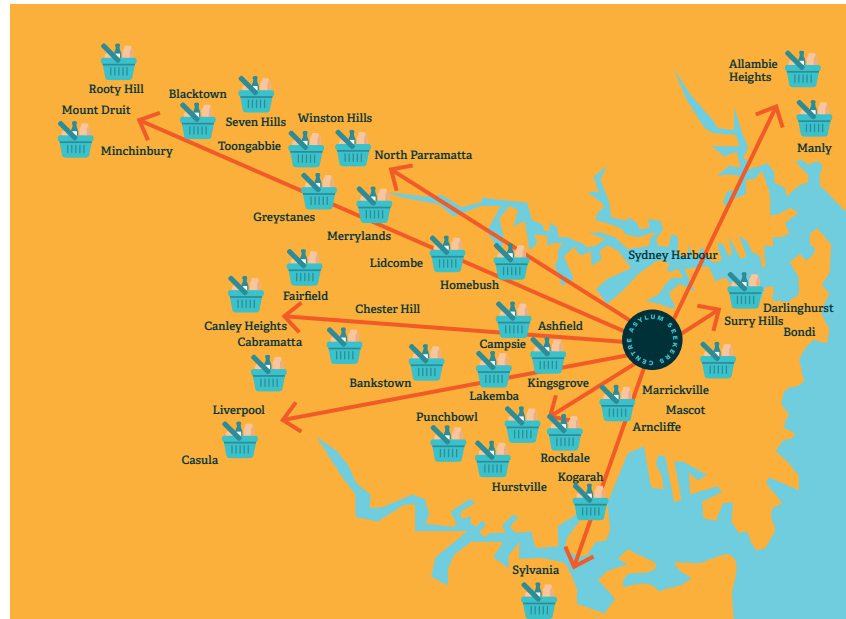 Allambie
Heights
Rooty Hill
Blacktown
Mount Druit
Seven Hills
Winston Hills
Manly
Toongabbie
Minchinbury
North Parramatta
Greystanes
Merrylands
Sydney Harbour
Lidcombe
Homebush
Fairfield
Darlinghurst
Chester Hill
Surry Hills
Canley Heights
Ashfield
Bondi
Cabramatta
Campsie
ASYLUM SEEKERS CENTRE
Bankstown
Kingsgrove
Marrickville
Lakemba
Liverpool
Mascot
Punchbowl
Arncliffe
Casula
Rockdale
Kogarah
Hurstville
Sylvania